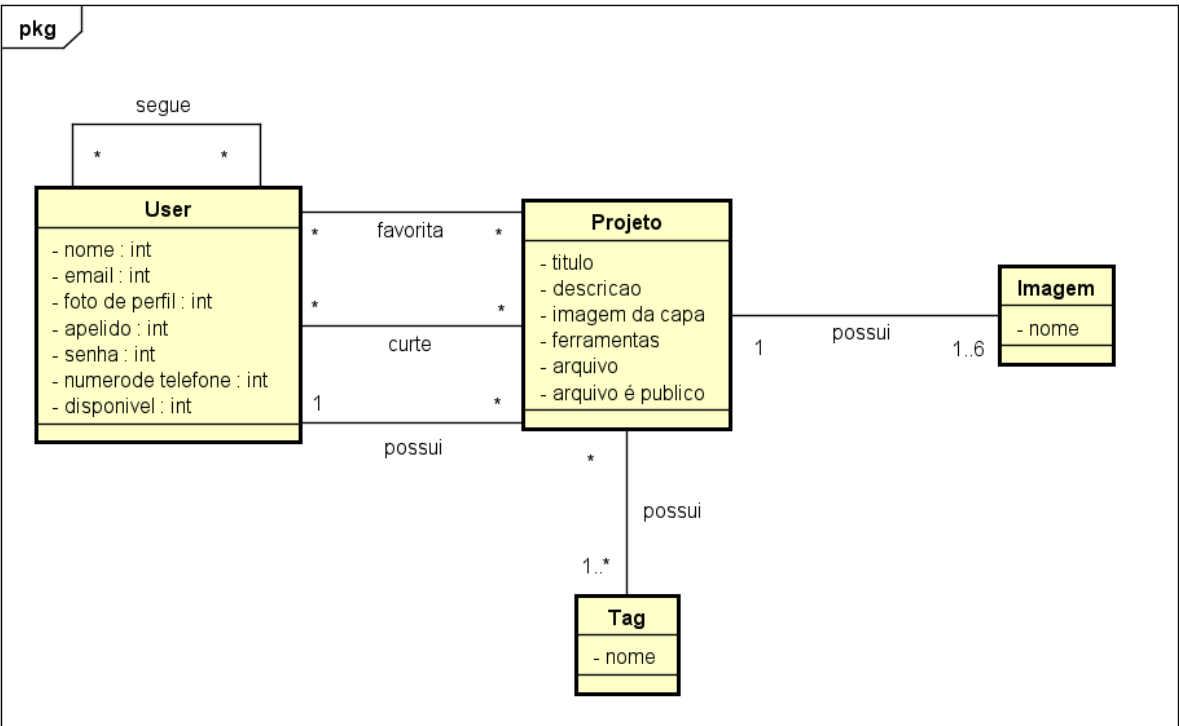 pkg
segue
* *
User
- nome : int
- email : int
- foto de perfil : int
- apelido : int
- senha : int
- numerode telefone : int
- disponivel : int
* favorita *
* *
curte
1 *
possui
Projeto
- titulo
- descricao
- imagem da capa
- ferramentas
- arquivo
- arquivo é publico
1 possui 1..6
Imagem
- nome
*
possui
1..*
Tag
- nome